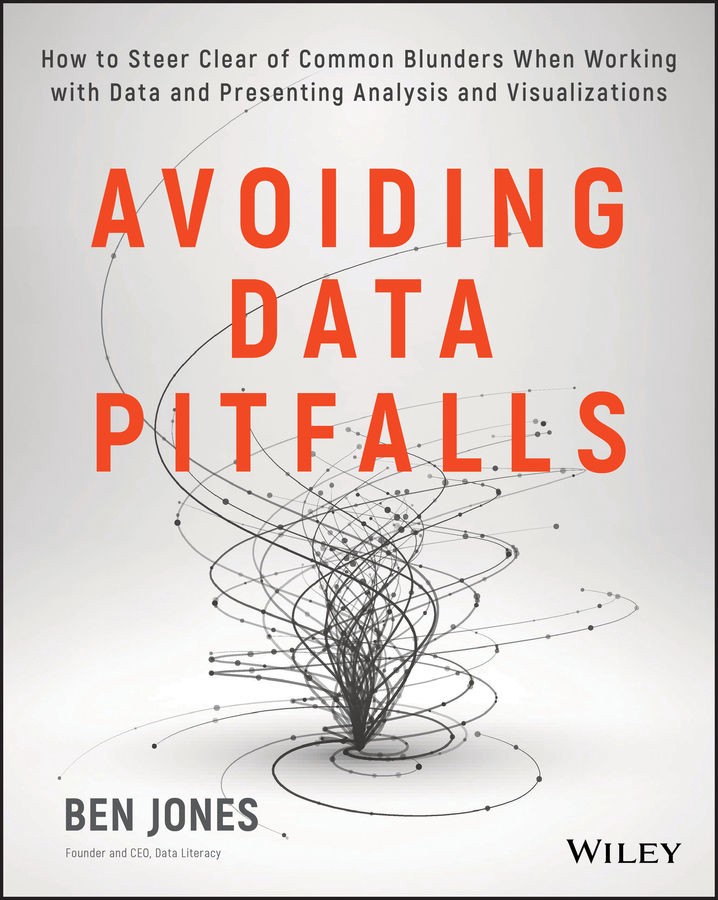 How to Steer Clear of Common Blunders When Working
with Data and Presenting Analysis and Visualizations
AVOIDING
DATA
PITFALLS
BEN JONES
Founder and CEO, Data Literacy
WILEY